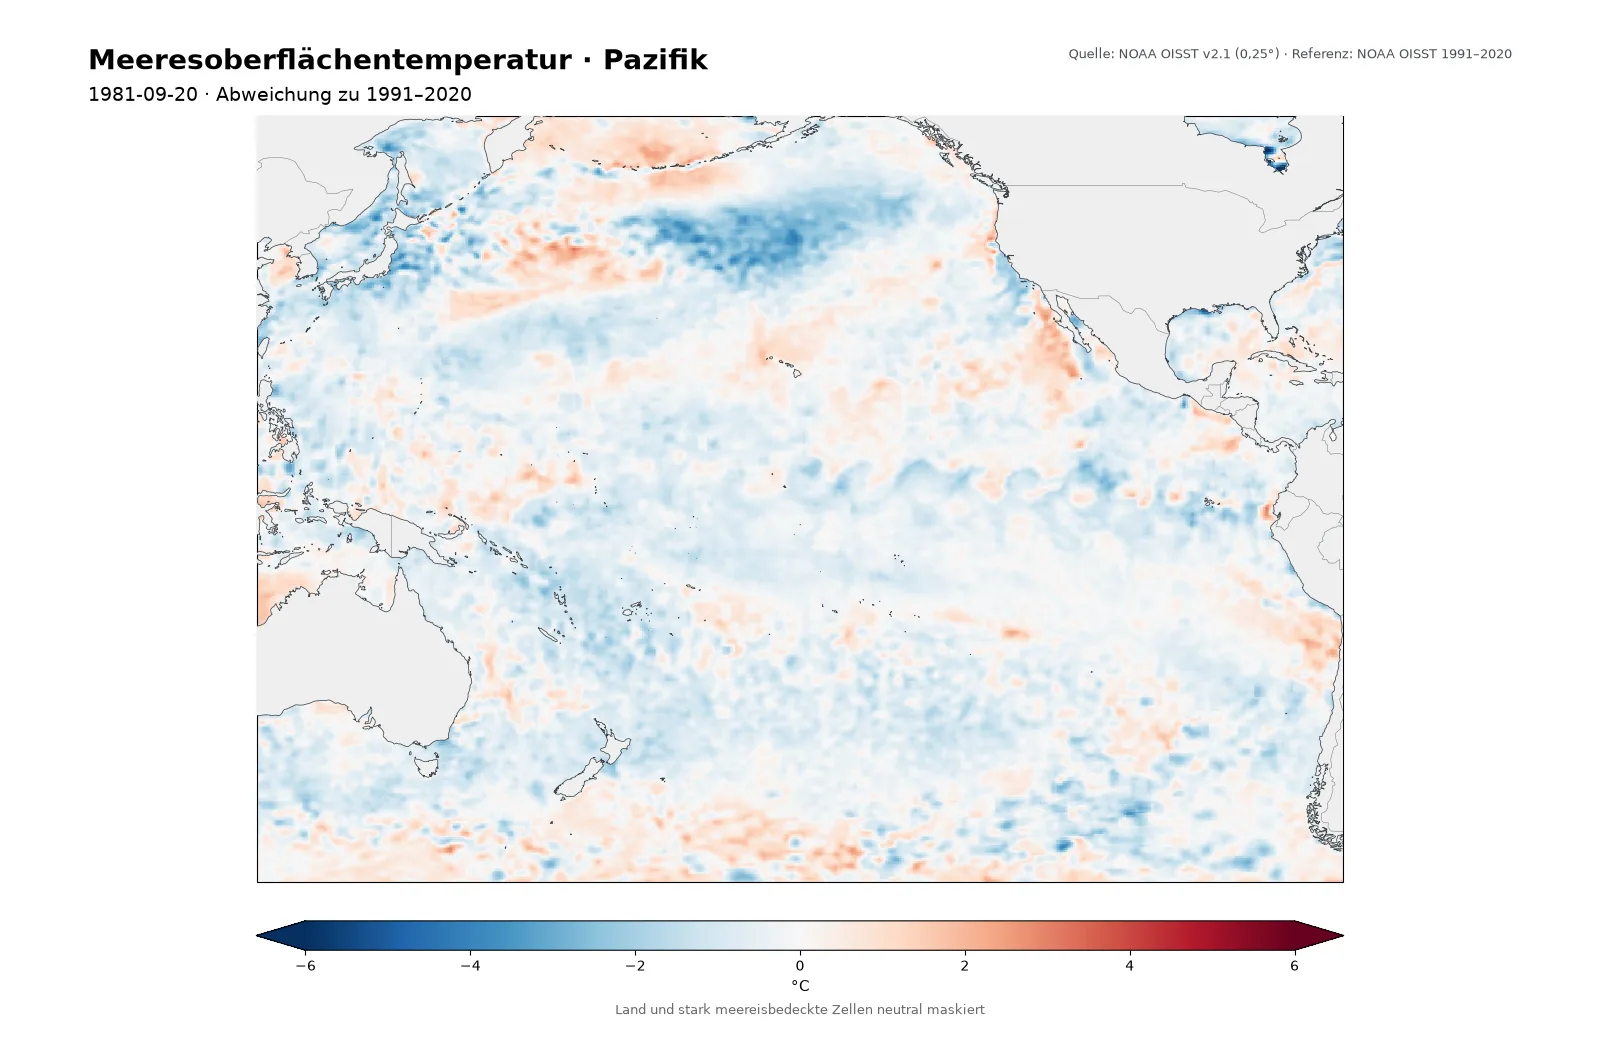 Meeresoberflächentemperatur · Pazifik
Quelle: NOAA OISST v2.1 (0,25°) · Referenz: NOAA OISST 1991–2020
1981-09-20 · Abweichung zu 1991–2020
−6 −4 −2 0 2 4 6
°C
Land und stark meereisbedeckte Zellen neutral maskiert